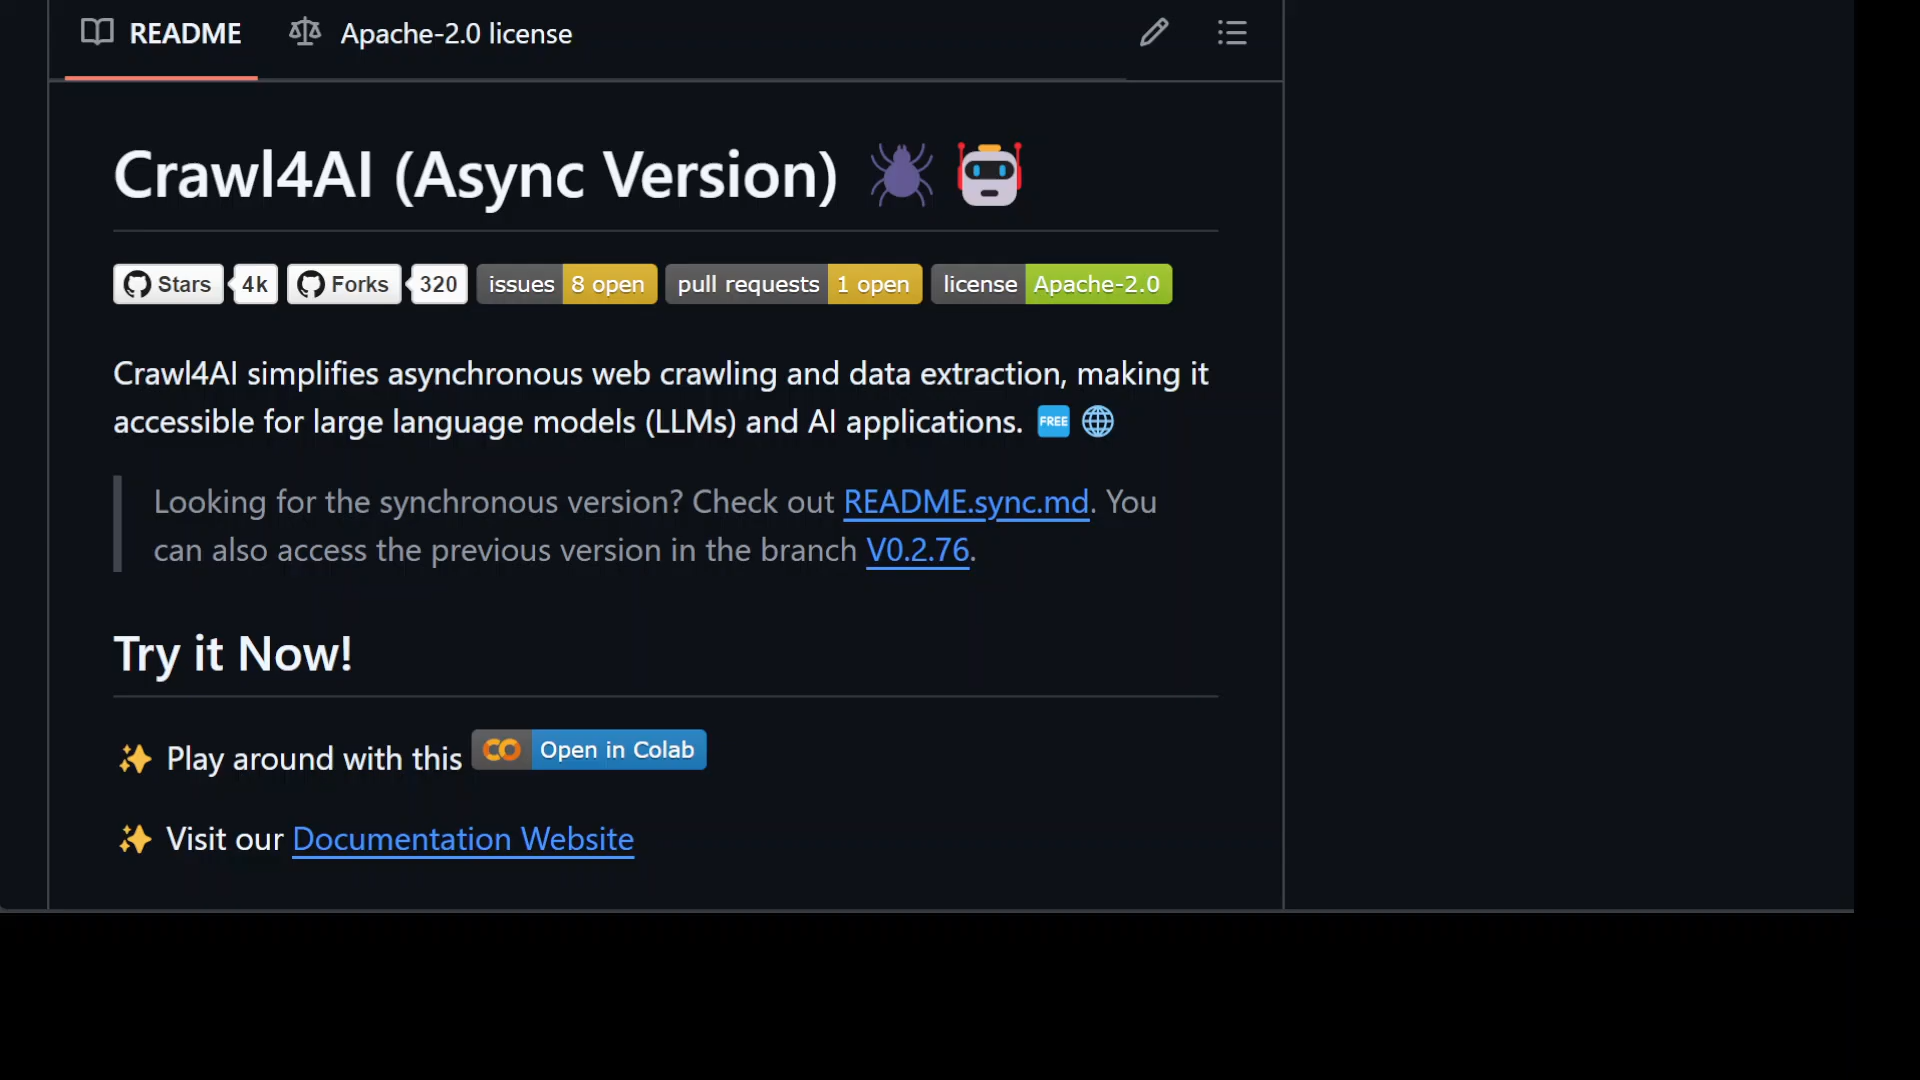 README Apache-2.0 license
Crawl4AI (Async Version)
Stars 4k Forks 320 issues 8 open pull requests 1 open license Apache-2.0
Crawl4AI simplifies asynchronous web crawling and data extraction, making it
accessible for large language models (LLMs) and AI applications. FREE
Looking for the synchronous version? Check out README.sync.md. You
can also access the previous version in the branch V0.2.76.
Try it Now!
Play around with this Open in Colab
Visit our Documentation Website